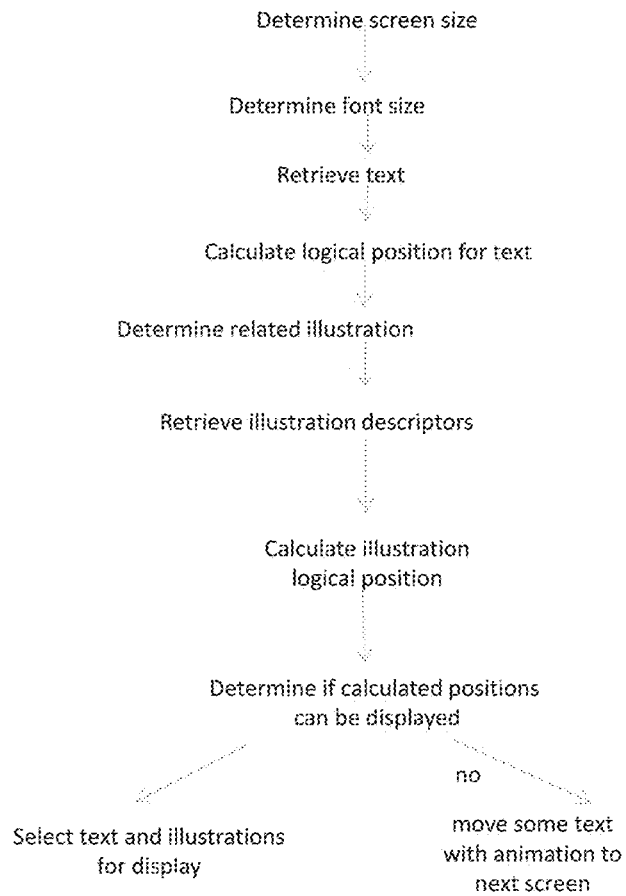 Determine screen size
Determine font size
Retrieve text
Calculate logical position for text
Determine related illustration
Retrieve illustration descriptors
Calculate illustration
logical position
Determine if calculated positions
can be displayed
no
Select text and illustrations
for display
move some text
with animation to
next screen